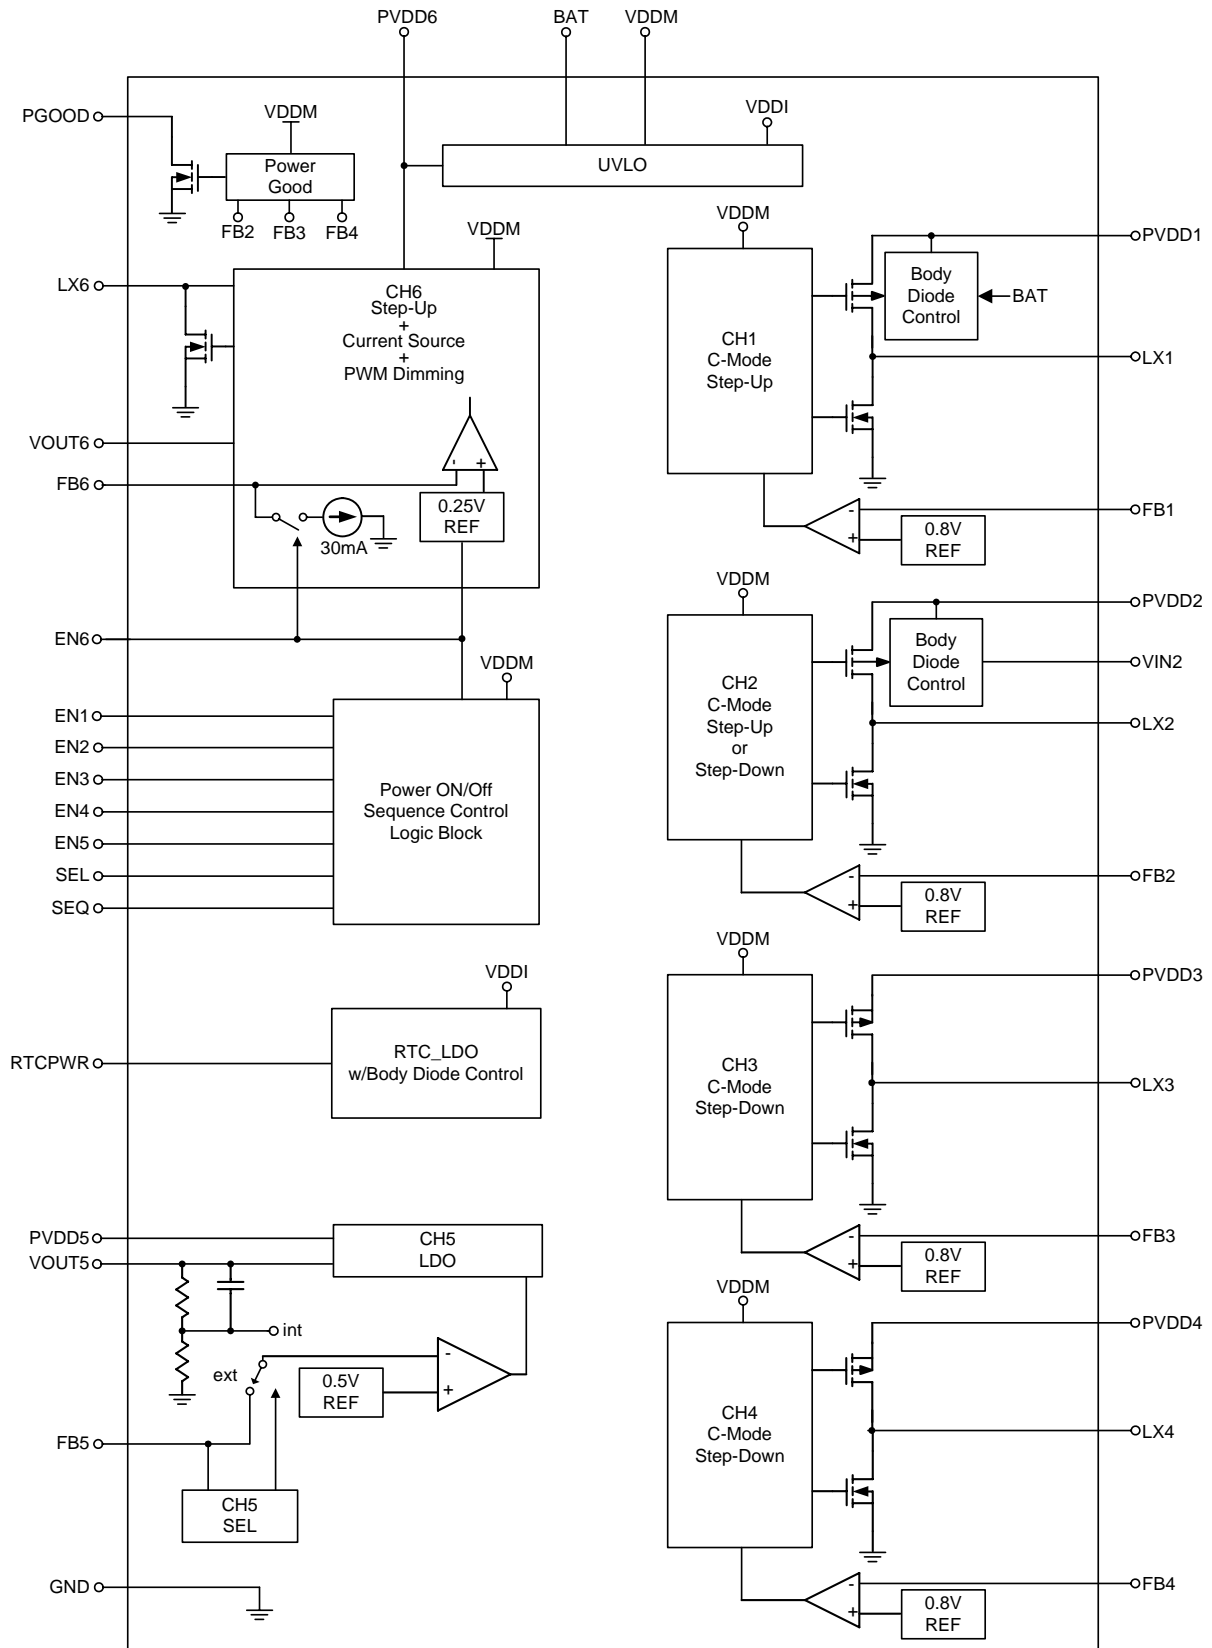 PVDD6
BAT
VDDM
PGOOD
VDDM
VDDI
Power
Good
UVLO
FB2
FB3
FB4
VDDM
LX6
CH6
Step-Up
+
Current Source
+
PWM Dimming
VOUT6
FB6
-
+
0.25V
REF
30mA
EN6
VDDM
EN1
EN2
EN3
EN4
EN5
SEL
SEQ
Power ON/Off
Sequence Control
Logic Block
VDDI
RTCPWR
RTC_LDO
w/Body Diode Control
PVDD5
VOUT5
CH5
LDO
int
ext
-
+
0.5V
REF
FB5
CH5
SEL
GND
VDDM
PVDD1
Body
Diode
Control
BAT
CH1
C-Mode
Step-Up
LX1
FB1
-
+
0.8V
REF
VDDM
PVDD2
Body
Diode
Control
VIN2
CH2
C-Mode
Step-Up
or
Step-Down
LX2
FB2
-
+
0.8V
REF
VDDM
PVDD3
CH3
C-Mode
Step-Down
LX3
FB3
-
+
0.8V
REF
VDDM
PVDD4
CH4
C-Mode
Step-Down
LX4
FB4
-
+
0.8V
REF